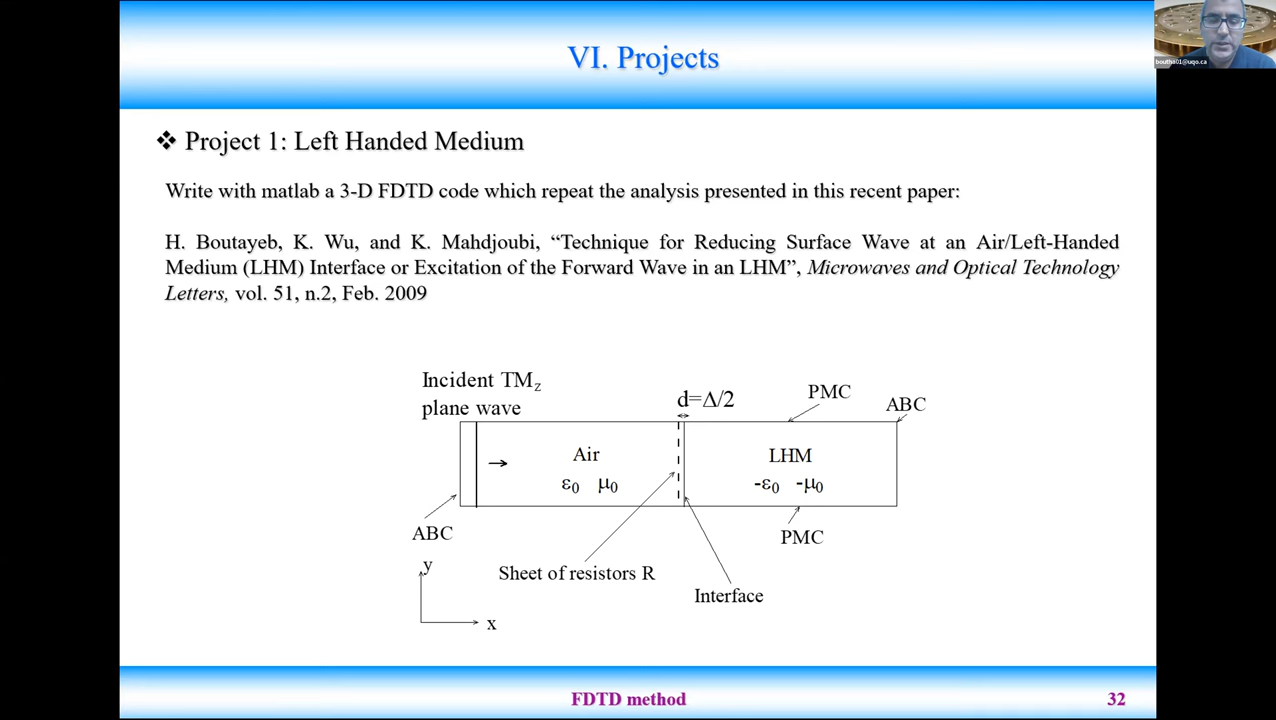 VI. Projects
boutha01@uqo.ca
❖ Project 1: Left Handed Medium
Write with matlab a 3-D FDTD code which repeat the analysis presented in this recent paper:
H. Boutayeb, K. Wu, and K. Mahdjoubi, “Technique for Reducing Surface Wave at an Air/Left-Handed
Medium (LHM) Interface or Excitation of the Forward Wave in an LHM”, Microwaves and Optical Technology
Letters, vol. 51, n.2, Feb. 2009
Incident TMz
plane wave
d=Δ/2
PMC
ABC
Air
ε0 μ0
LHM
-ε0 -μ0
ABC
PMC
y
Sheet of resistors R
Interface
x
FDTD method
32